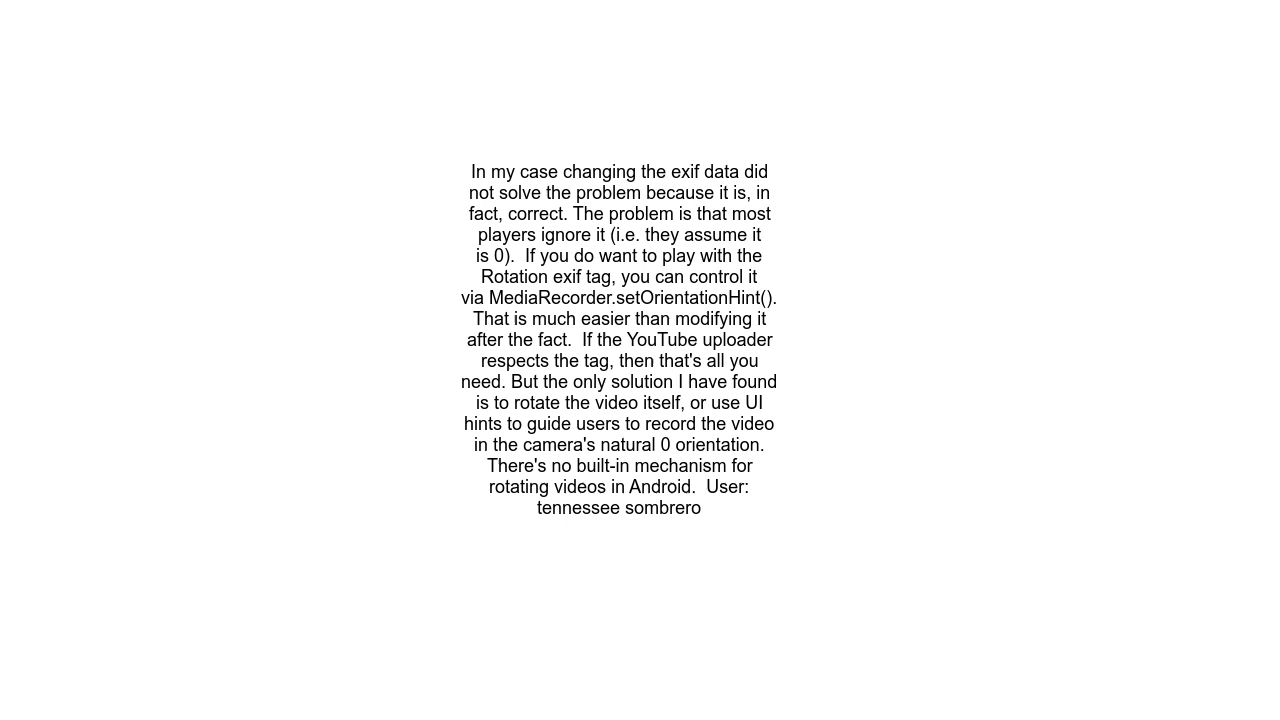 In my case changing the exif data did
not solve the problem because it is, in
fact, correct. The problem is that most
players ignore it (i.e. they assume it
is 0).  If you do want to play with the
Rotation exif tag, you can control it
via MediaRecorder.setOrientationHint().
That is much easier than modifying it
after the fact.  If the YouTube uploader
respects the tag, then that's all you
need. But the only solution I have found
is to rotate the video itself, or use UI
hints to guide users to record the video
in the camera's natural 0 orientation.
There's no built-in mechanism for
rotating videos in Android.  User:
tennessee sombrero